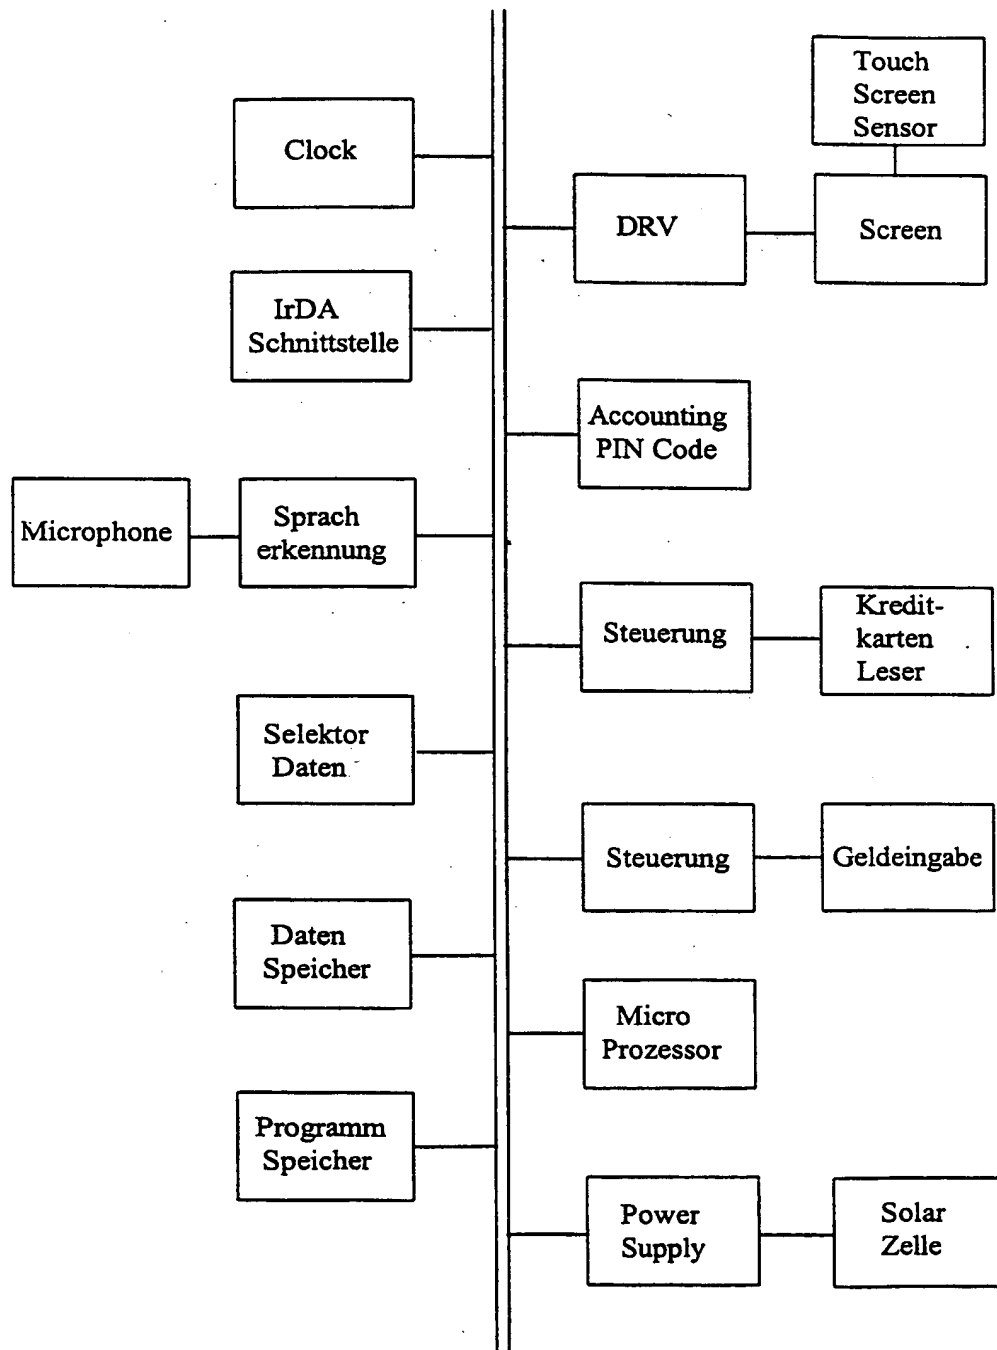 Touch
Screen
Sensor
Clock
DRV
Screen
IrDA
Schnittstelle
Accounting
PIN Code
Microphone
Sprach
erkennung
Steuerung
Kredit-
karten
Leser
Selektor
Daten
Steuerung
Geldeingabe
Daten
Speicher
Micro
Prozessor
Programm
Speicher
Power
Supply
Solar
Zelle